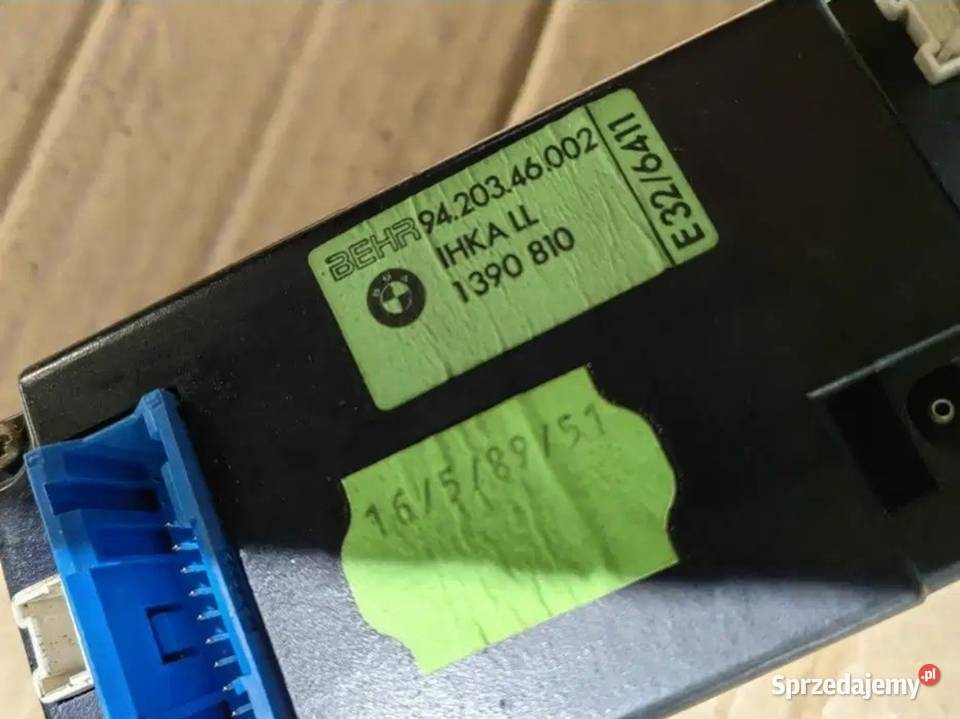 BEHR 94.203.46.002
IHKA LL
1390 810
E32/6411
16/5/89/51
Sprzedajemy.pl